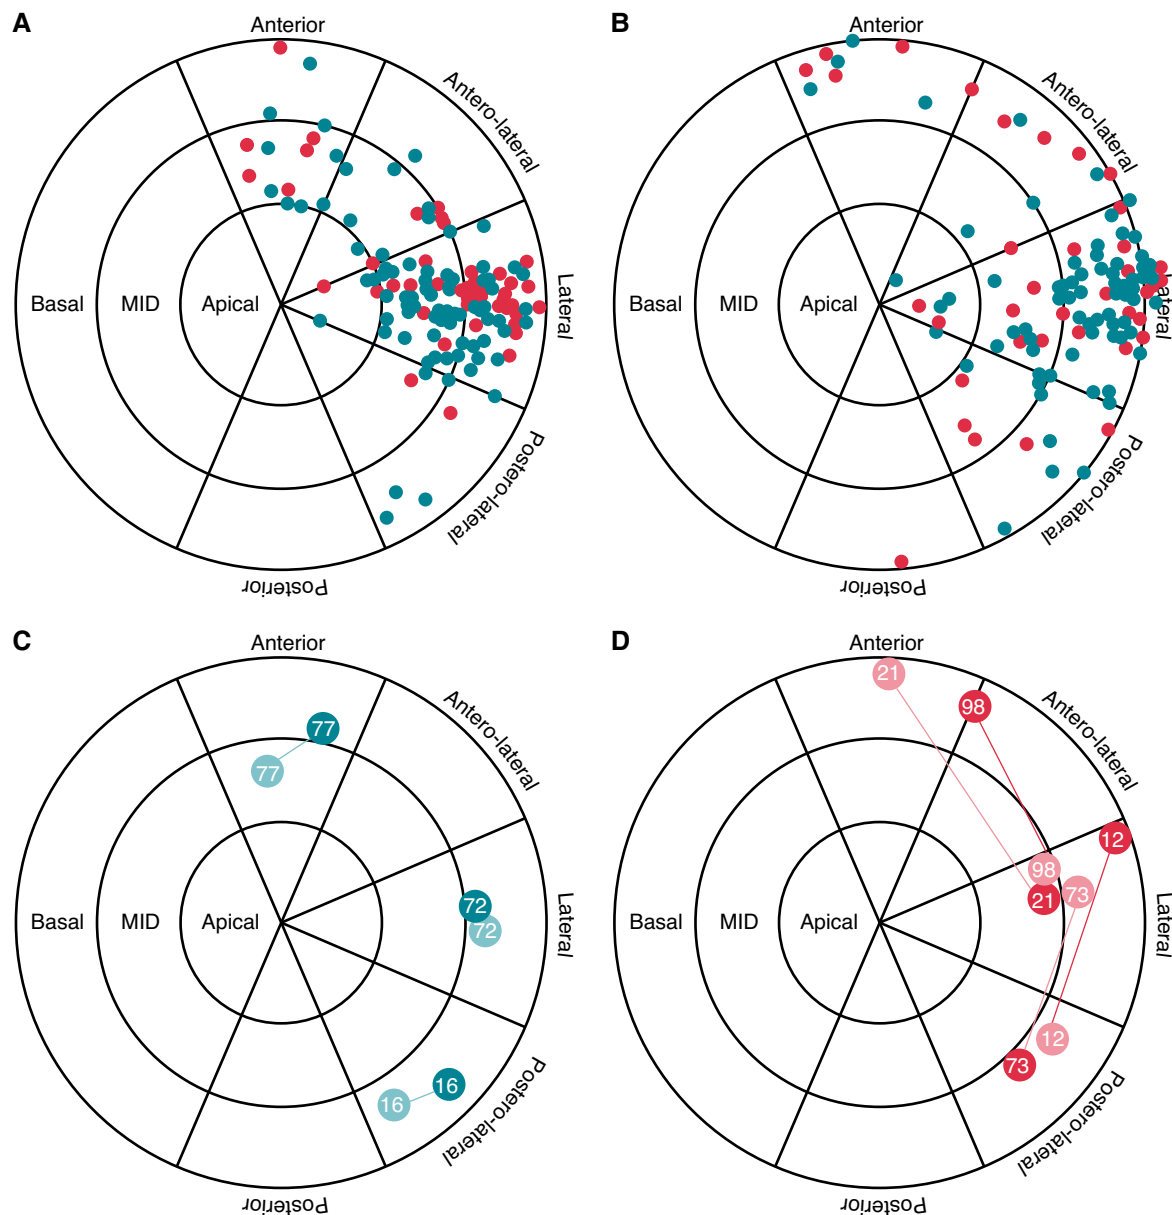 A
Anterior
Antero-lateral
Basal
MID
Apical
Lateral
Postero-lateral
Posterior
B
Anterior
Antero-lateral
Basal
MID
Apical
Lateral
Postero-lateral
Posterior
C
Anterior
Antero-lateral
77
77
Basal
MID
Apical
72
72
Lateral
16
16
Postero-lateral
Posterior
D
Anterior
21
98
Antero-lateral
12
98
73
21
Basal
MID
Apical
Lateral
12
73
Postero-lateral
Posterior